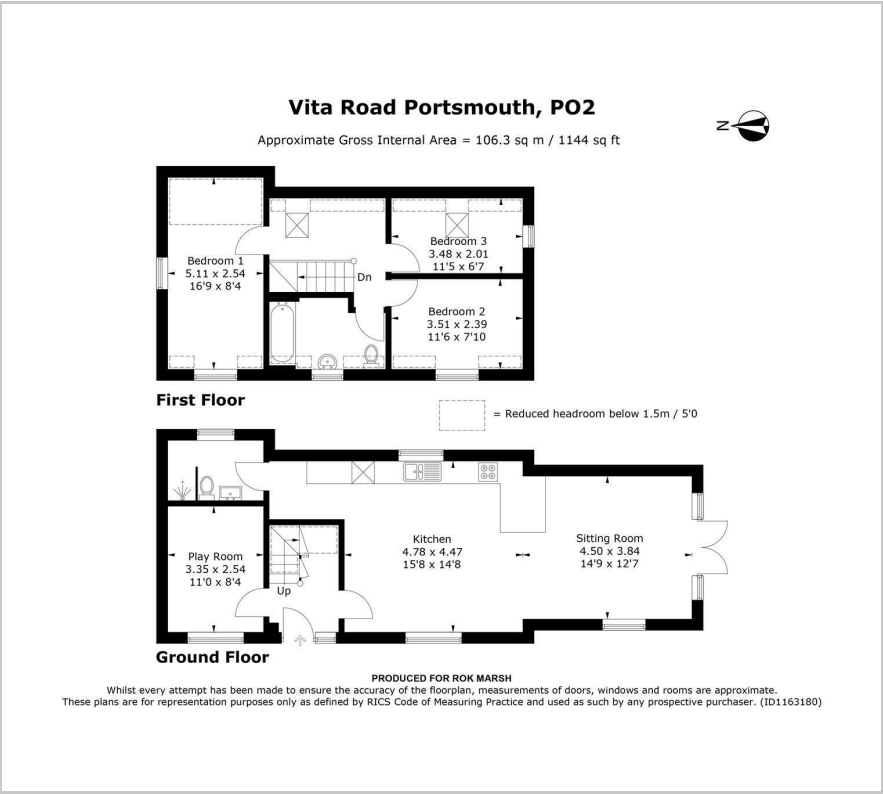 Vita Road Portsmouth, PO2
Approximate Gross Internal Area = 106.3 sq m / 1144 sq ft
N
Bedroom 1
5.11 x 2.54
16'9 x 8'4
Bedroom 3
3.48 x 2.01
11'5 x 6'7
Dn
Bedroom 2
3.51 x 2.39
11'6 x 7'10
First Floor
= Reduced headroom below 1.5m / 5'0
Play Room
3.35 x 2.54
11'0 x 8'4
Up
Kitchen
4.78 x 4.47
15'8 x 14'8
Sitting Room
4.50 x 3.84
14'9 x 12'7
Ground Floor
PRODUCED FOR ROK MARSH
Whilst every attempt has been made to ensure the accuracy of the floorplan, measurements of doors, windows and rooms are approximate.
These plans are for representation purposes only as defined by RICS Code of Measuring Practice and used as such by any prospective purchaser. (ID1163180)